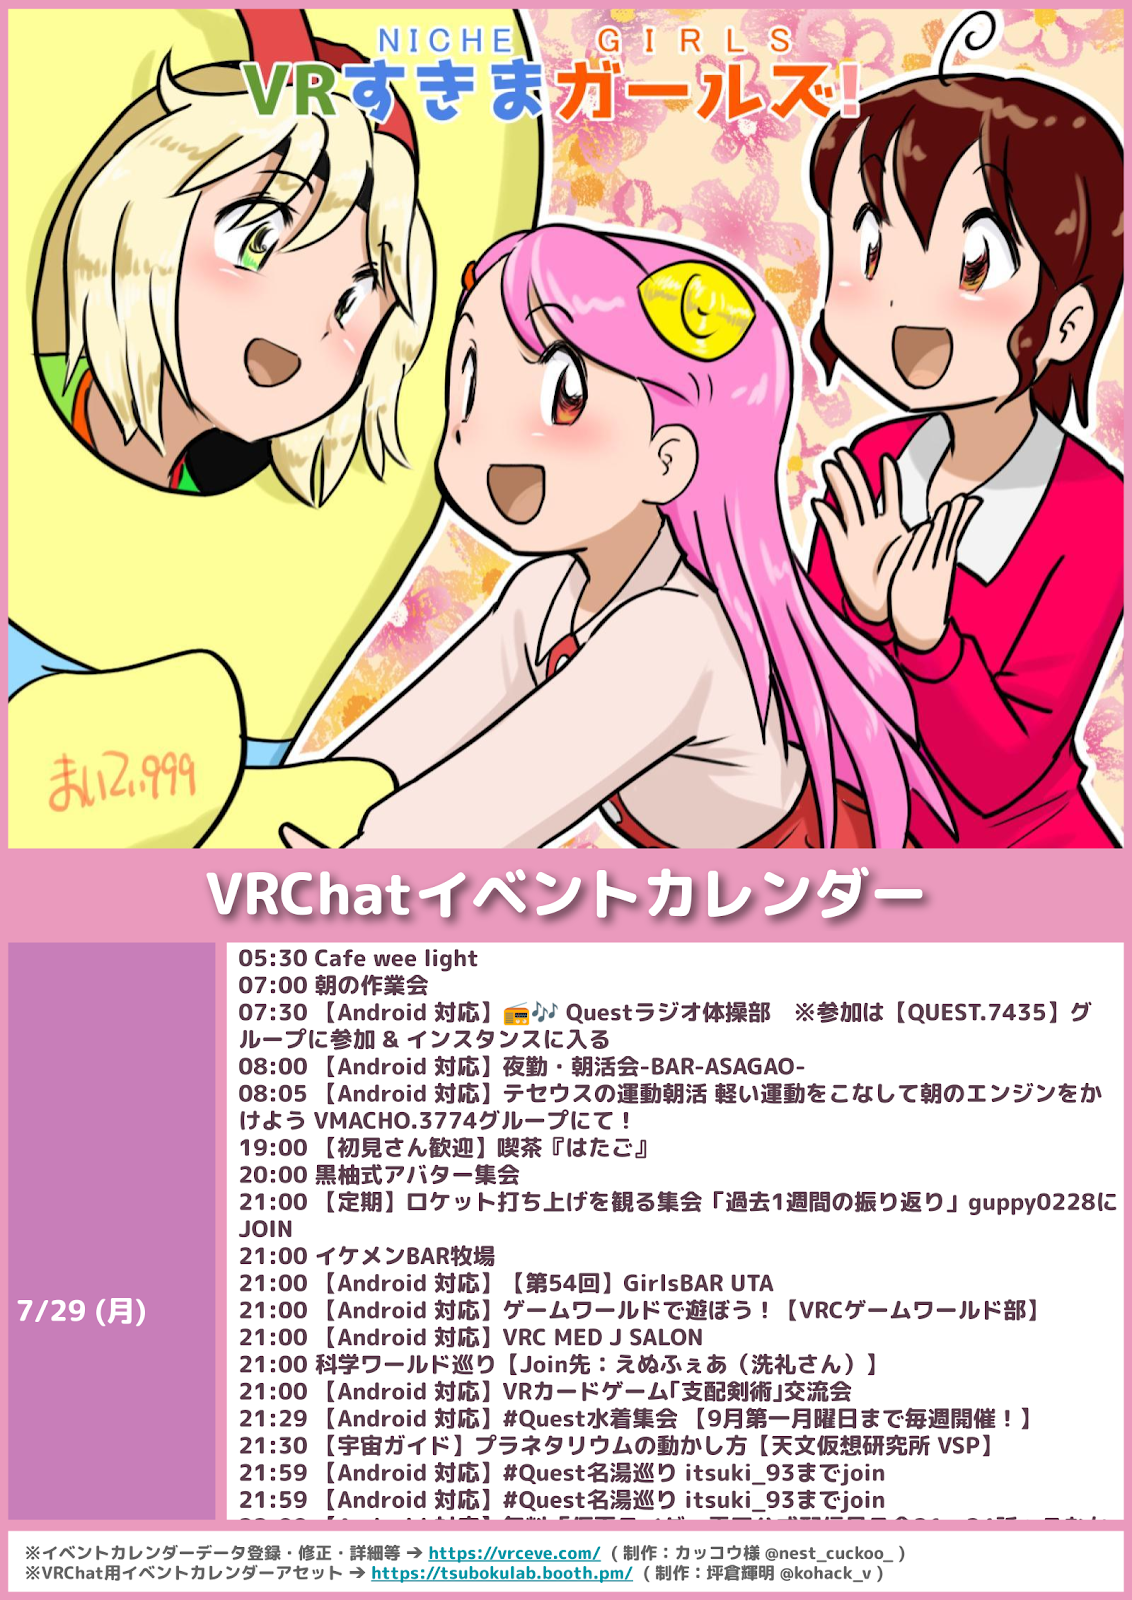 NICHE GIRLS
VRすきまガールズ!
まいてぃ999
VRChatイベントカレンダー
7/29 (月)
05:30 Cafe wee light
07:00 朝の作業会
07:30 【Android 対応】📻🎶 Questラジオ体操部　※参加は【QUEST.7435】グ
ループに参加 & インスタンスに入る
08:00 【Android 対応】夜勤・朝活会-BAR-ASAGAO-
08:05 【Android 対応】テセウスの運動朝活 軽い運動をこなして朝のエンジンをか
けよう VMACHO.3774グループにて！
19:00 【初見さん歓迎】喫茶『はたご』
20:00 黒柚式アバター集会
21:00 【定期】ロケット打ち上げを観る集会「過去1週間の振り返り」guppy0228に
JOIN
21:00 イケメンBAR牧場
21:00 【Android 対応】【第54回】GirlsBAR UTA
21:00 【Android 対応】ゲームワールドで遊ぼう！【VRCゲームワールド部】
21:00 【Android 対応】VRC MED J SALON
21:00 科学ワールド巡り【Join先：えぬふぇあ（洗礼さん）】
21:00 【Android 対応】VRカードゲーム「支配剣術」交流会
21:29 【Android 対応】#Quest水着集会 【9月第一月曜日まで毎週開催！】
21:30 【宇宙ガイド】プラネタリウムの動かし方【天文仮想研究所 VSP】
21:59 【Android 対応】#Quest名湯巡り itsuki_93までjoin
21:59 【Android 対応】#Quest名湯巡り itsuki_93までjoin
※イベントカレンダーデータ登録・修正・詳細等 → https://vrceve.com/ ( 制作：カッコウ様 @nest_cuckoo_ )
※VRChat用イベントカレンダーアセット → https://tsubokulab.booth.pm/ ( 制作：坪倉輝明 @kohack_v )